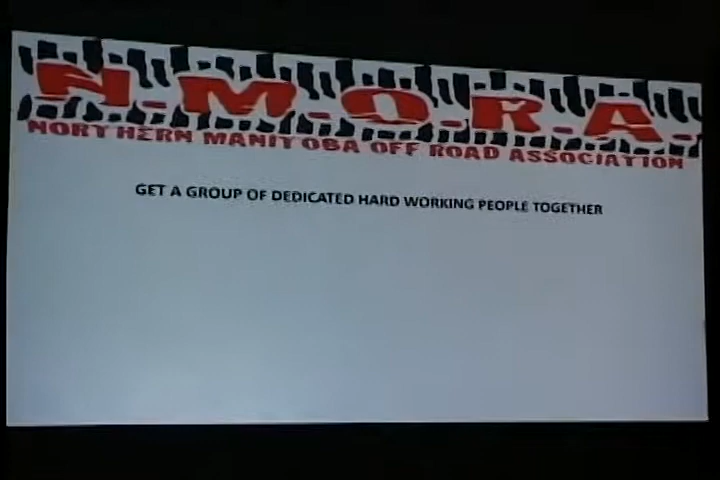 N.M.O.R.A.
NORTHERN MANITOBA OFF ROAD ASSOCIATION
GET A GROUP OF DEDICATED HARD WORKING PEOPLE TOGETHER